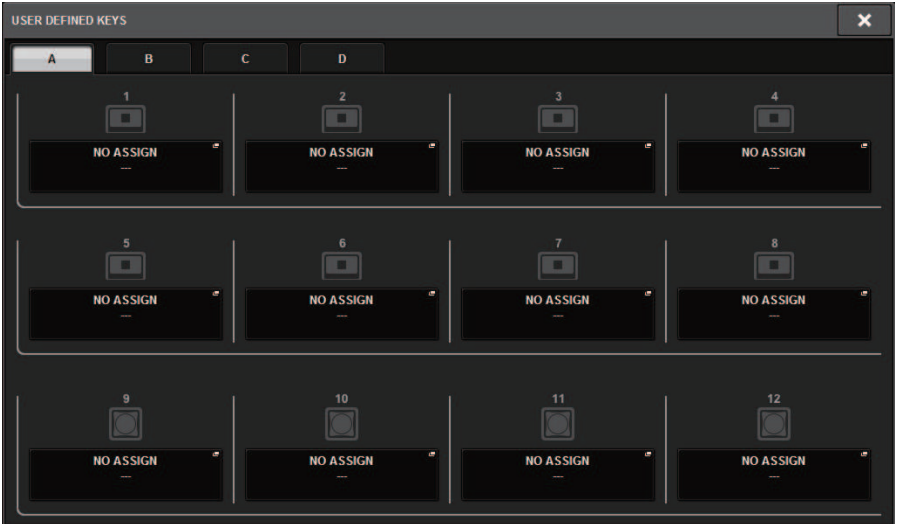 USER DEFINED KEYS
A B C D
1 2 3 4
NO ASSIGN NO ASSIGN NO ASSIGN NO ASSIGN
--- --- --- ---
5 6 7 8
NO ASSIGN NO ASSIGN NO ASSIGN NO ASSIGN
--- --- --- ---
9 10 11 12
NO ASSIGN NO ASSIGN NO ASSIGN NO ASSIGN
--- --- --- ---